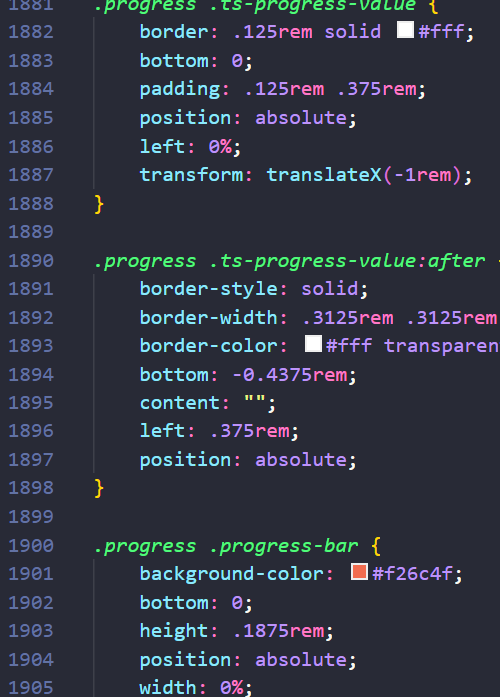 1881 .progress .ts-progress-value {
1882 border: .125rem solid #fff;
1883 bottom: 0;
1884 padding: .125rem .375rem;
1885 position: absolute;
1886 left: 0%;
1887 transform: translateX(-1rem);
1888 }
1889
1890 .progress .ts-progress-value:after
1891 border-style: solid;
1892 border-width: .3125rem .3125rem
1893 border-color: #fff transparen
1894 bottom: -0.4375rem;
1895 content: "";
1896 left: .375rem;
1897 position: absolute;
1898 }
1899
1900 .progress .progress-bar {
1901 background-color: #f26c4f;
1902 bottom: 0;
1903 height: .1875rem;
1904 position: absolute;
1905 width: 0%;